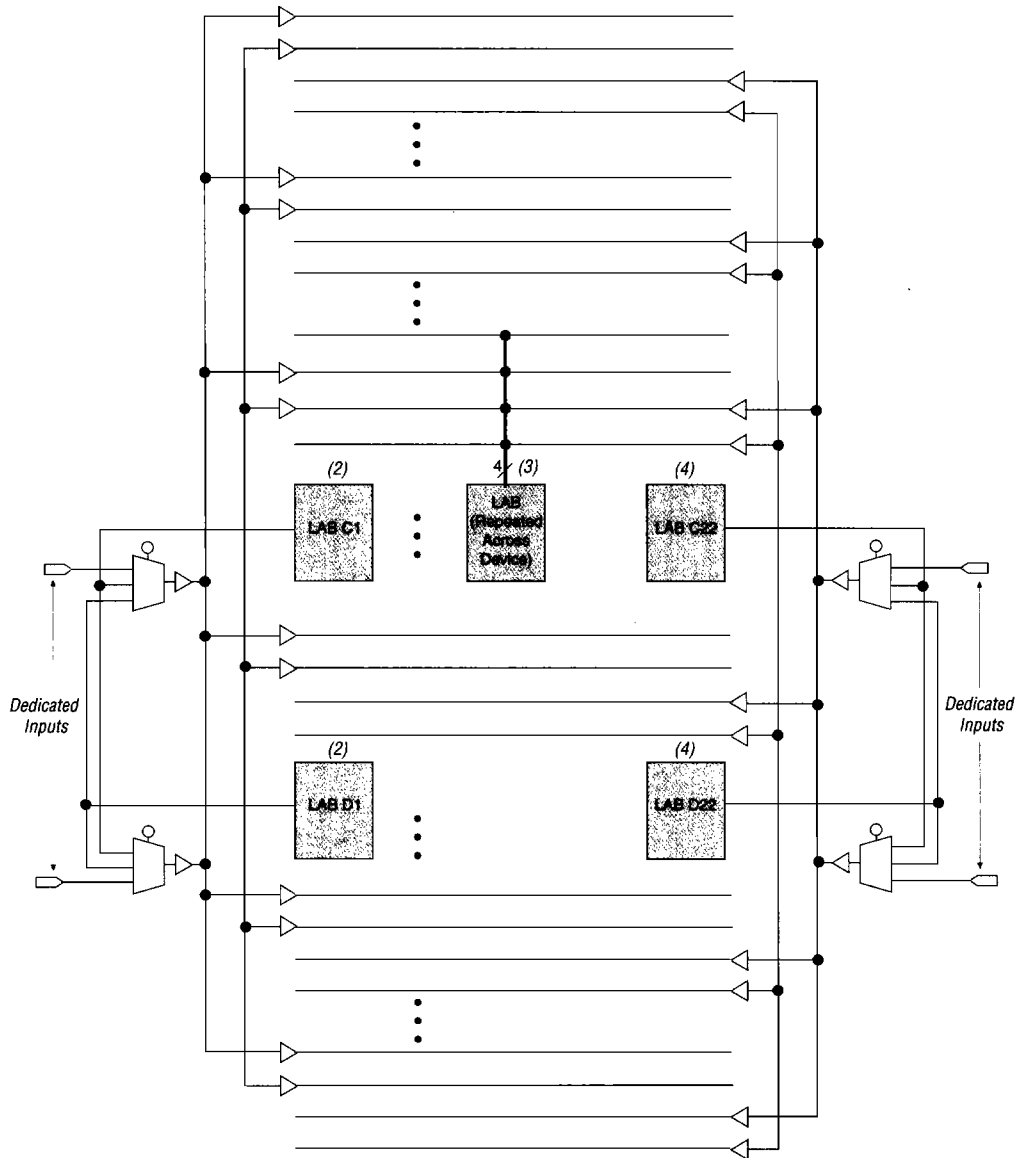 (2)
4
(3)
(4)
LAB C1
LAB
(Repeated
Across
Device)
LAB C22
Dedicated
Inputs
Dedicated
Inputs
(2)
(4)
LAB D1
LAB D22